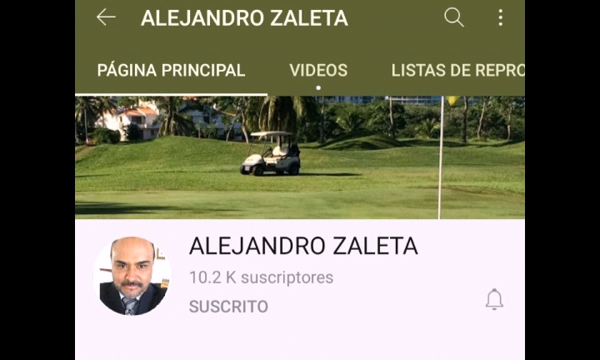 ALEJANDRO ZALETA
PÁGINA PRINCIPAL VIDEOS LISTAS DE REPRO
ALEJANDRO ZALETA
10.2 K suscriptores
SUSCRITO